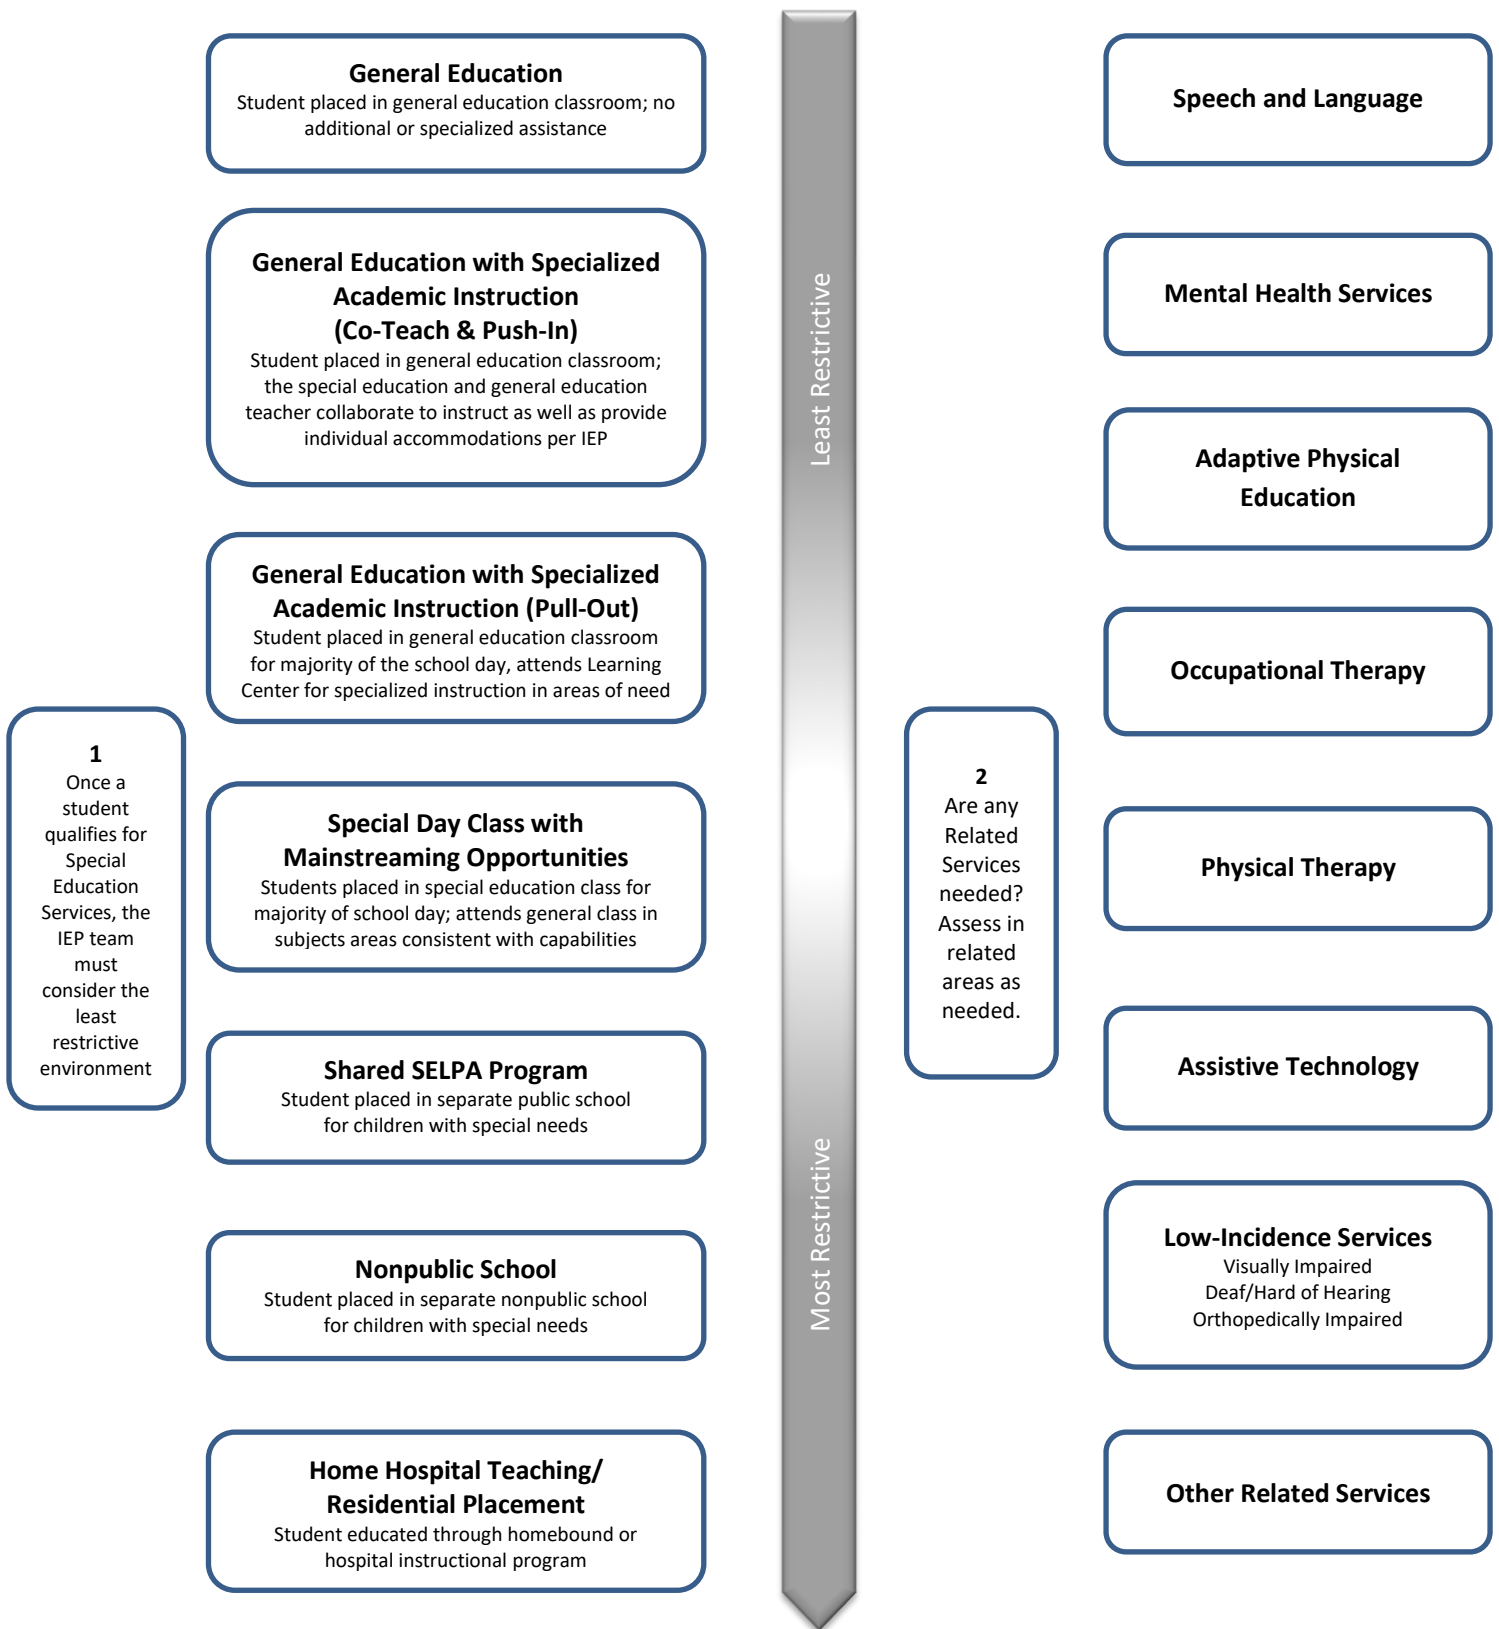 1
Once a
student
qualifies for
Special
Education
Services, the
IEP team
must
consider the
least
restrictive
environment
General Education
Student placed in general education classroom; no
additional or specialized assistance
General Education with Specialized
Academic Instruction
(Co-Teach & Push-In)
Student placed in general education classroom;
the special education and general education
teacher collaborate to instruct as well as provide
individual accommodations per IEP
General Education with Specialized
Academic Instruction (Pull-Out)
Student placed in general education classroom
for majority of the school day, attends Learning
Center for specialized instruction in areas of need
Special Day Class with
Mainstreaming Opportunities
Students placed in special education class for
majority of school day; attends general class in
subjects areas consistent with capabilities
Shared SELPA Program
Student placed in separate public school
for children with special needs
Nonpublic School
Student placed in separate nonpublic school
for children with special needs
Home Hospital Teaching/
Residential Placement
Student educated through homebound or
hospital instructional program
Least Restrictive
Most Restrictive
2
Are any
Related
Services
needed?
Assess in
related
areas as
needed.
Speech and Language
Mental Health Services
Adaptive Physical
Education
Occupational Therapy
Physical Therapy
Assistive Technology
Low-Incidence Services
Visually Impaired
Deaf/Hard of Hearing
Orthopedically Impaired
Other Related Services